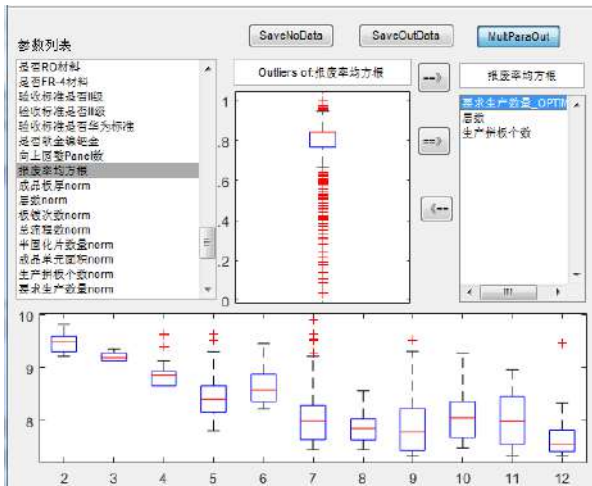 SaveNoData
SaveOutData
MultParaOut
参数列表
是否RO材料
是否FR-4材料
验收标准是否II级
验收标准是否III级
验收标准是否华为标准
向上圆整Panel数
报废率均方根
成品板厚norm
层数norm
板镀次数norm
总流程数norm
半固化片数量norm
成品单元面积norm
生产拼板个数norm
要求生产数量norm
Outliers of:报废率均方根
1
.8
.6
.4
.2
0
==》
==》
《==
报废率均方根
要求生产数量_OPTIM
层数
生产拼板个数
10
9
8
2 3 4 5 6 7 8 9 10 11 12